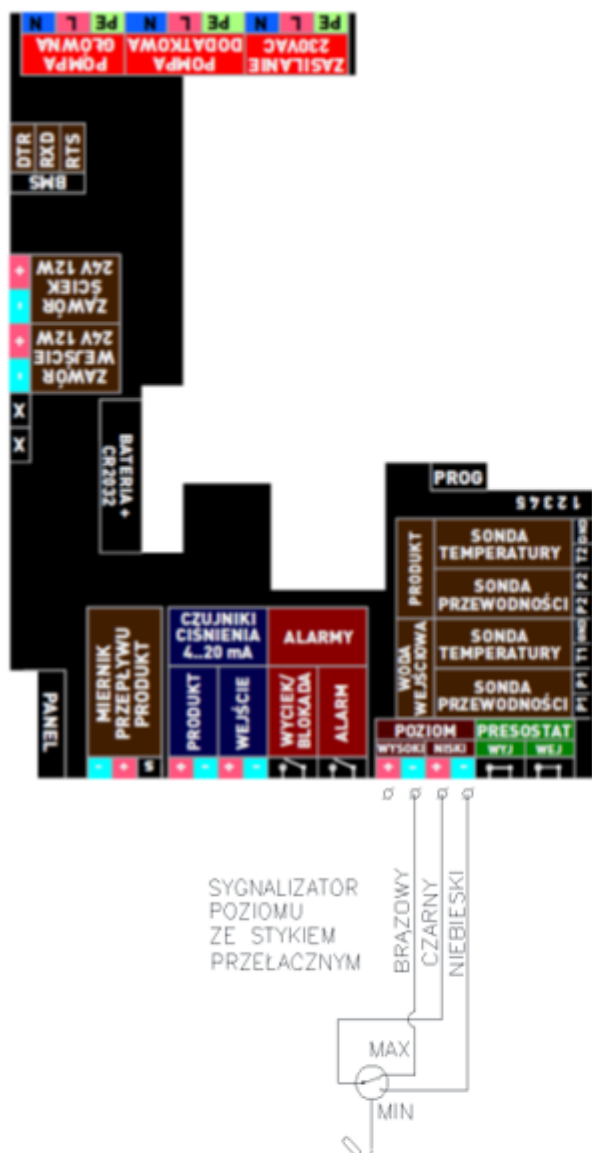 N L PE N L PE N L PE
POMPA GŁÓWNA
POMPA DODATKOWA
ZASILANIE 230VAC
DTR
RXD
RTS
BMS
+
-
ZAWÓR
ŚCIEK
24V 12W
+
-
ZAWÓR
WEJŚCIE
24V 12W
X
X
BATERIA +
CR2032
PROG
1 2 3 4 5
PRODUKT
SONDA
TEMPERATURY
T2 GND
SONDA
PRZEWODNOŚCI
P2 P2
WODA
WEJŚCIOWA
SONDA
TEMPERATURY
T1 GND
SONDA
PRZEWODNOŚCI
P1 P1
PANEL
MIERNIK
PRZEPŁYWU
PRODUKT
- + S
CZUJNIKI
CIŚNIENIA
4..20 mA
PRODUKT
WEJŚCIE
+ - + -
ALARMY
WYCIEK/
BLOKADA
ALARM
POZIOM
WYSOKI NISKI
+ - + -
PRESOSTAT
WYJ WEJ
SYGNALIZATOR
POZIOMU
ZE STYKIEM
PRZEŁACZNYM
BRĄZOWY
CZARNY
NIEBIESKI
MAX
MIN